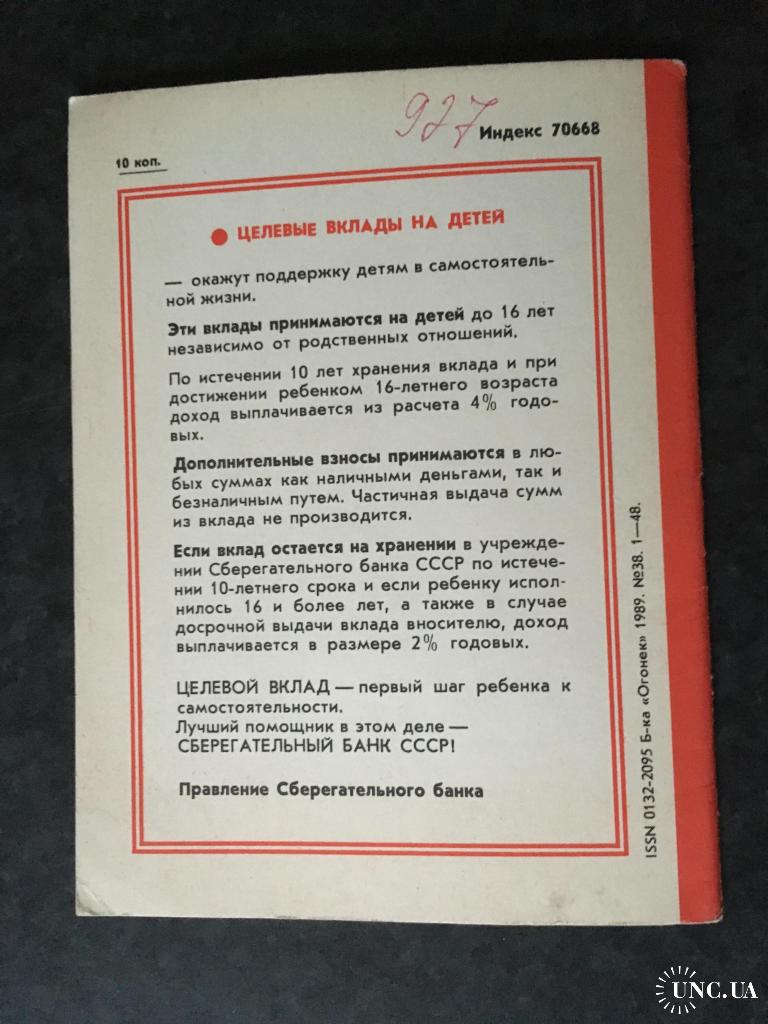 927
Индекс 70668
10 коп.
● ЦЕЛЕВЫЕ ВКЛАДЫ НА ДЕТЕЙ
— окажут поддержку детям в самостоятель-
ной жизни.
Эти вклады принимаются на детей до 16 лет
независимо от родственных отношений.
По истечении 10 лет хранения вклада и при
достижении ребенком 16-летнего возраста
доход выплачивается из расчета 4% годо-
вых.
Дополнительные взносы принимаются в лю-
бых суммах как наличными деньгами, так и
безналичным путем. Частичная выдача сумм
из вклада не производится.
Если вклад остается на хранении в учрежде-
нии Сберегательного банка СССР по истече-
нии 10-летнего срока и если ребенку испол-
нилось 16 и более лет, а также в случае
досрочной выдачи вклада вносителю, доход
выплачивается в размере 2% годовых.
ЦЕЛЕВОЙ ВКЛАД — первый шаг ребенка к
самостоятельности.
Лучший помощник в этом деле —
СБЕРЕГАТЕЛЬНЫЙ БАНК СССР!
Правление Сберегательного банка
ISSN 0132-2095 Б-ка «Огонек» 1989. №38. 1—48.
UNC.UA